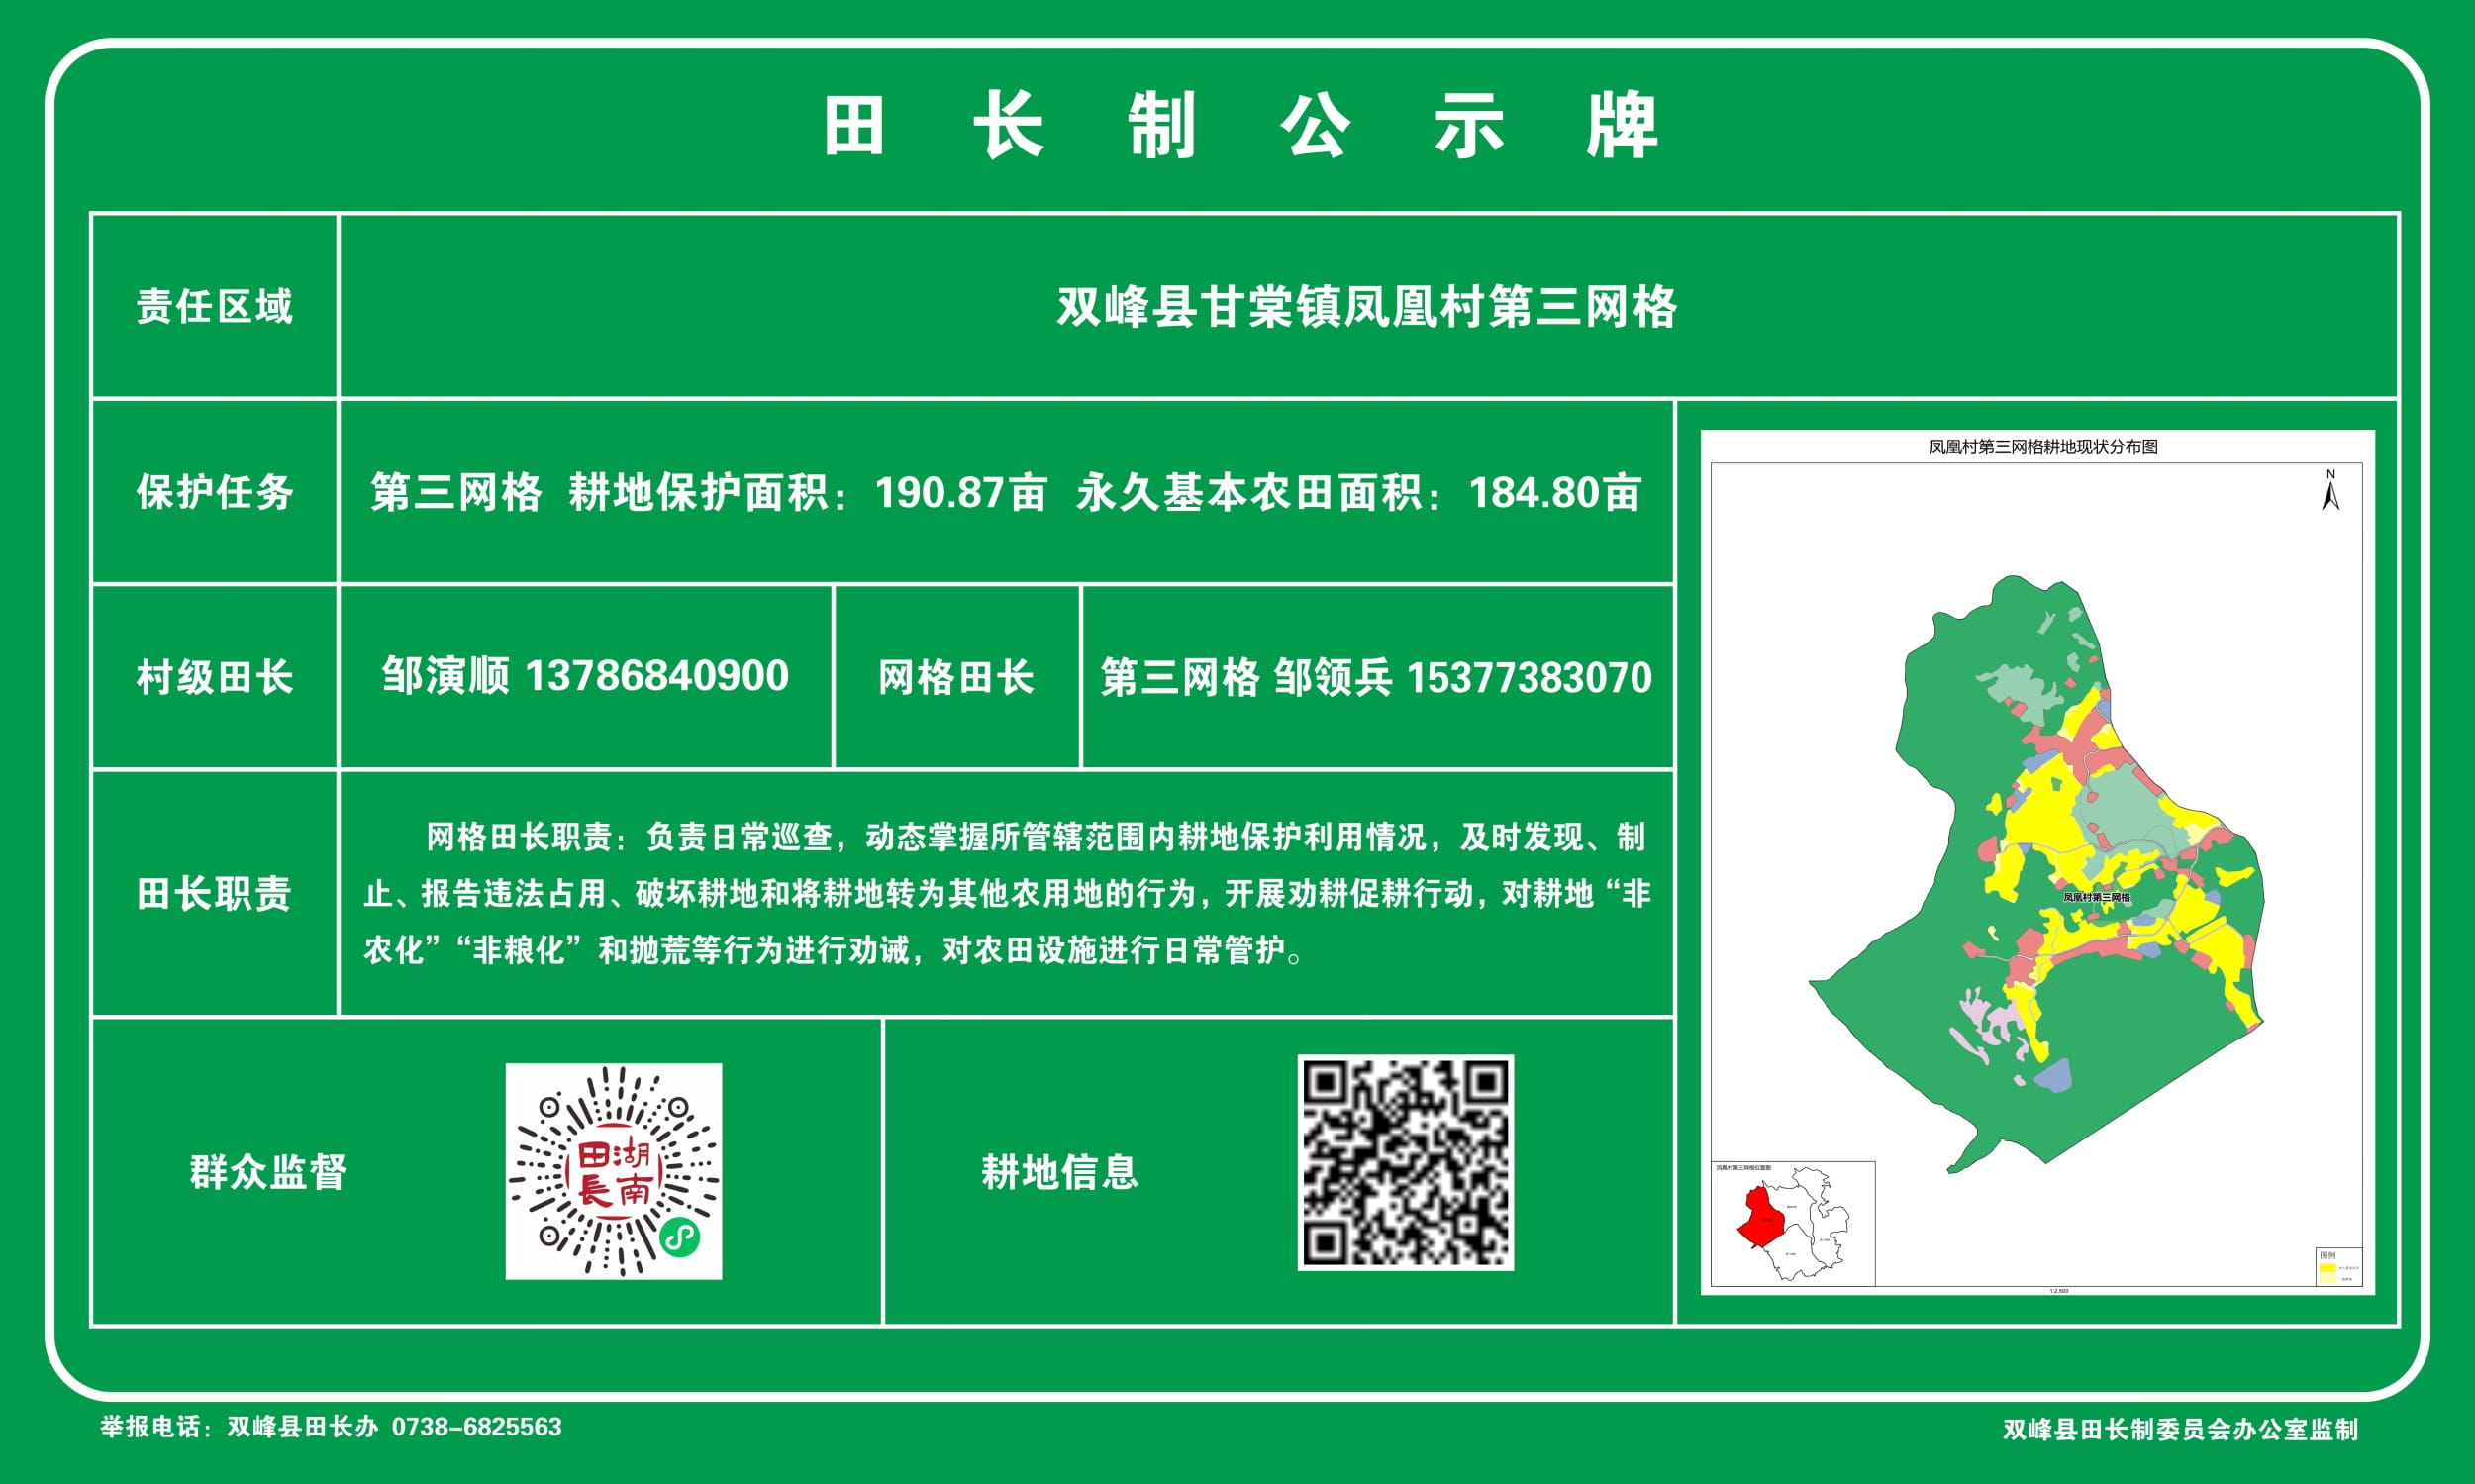 田长制公示牌
责任区域
双峰县甘棠镇凤凰村第三网格
保护任务
第三网格 耕地保护面积：190.87亩 永久基本农田面积：184.80亩
村级田长
邹演顺 13786840900
网格田长
第三网格 邹领兵 15377383070
田长职责
网格田长职责：负责日常巡查，动态掌握所管辖范围内耕地保护利用情况，及时发现、制
止、报告违法占用、破坏耕地和将耕地转为其他农用地的行为，开展劝耕促耕行动，对耕地“非
农化”“非粮化”和抛荒等行为进行劝诫，对农田设施进行日常管护。
群众监督
田湖
長南
耕地信息
凤凰村第三网格耕地现状分布图
N
凤凰村第三网格
凤凰村第三网格位置图
图例
1:2,500
举报电话：双峰县田长办 0738-6825563
双峰县田长制委员会办公室监制